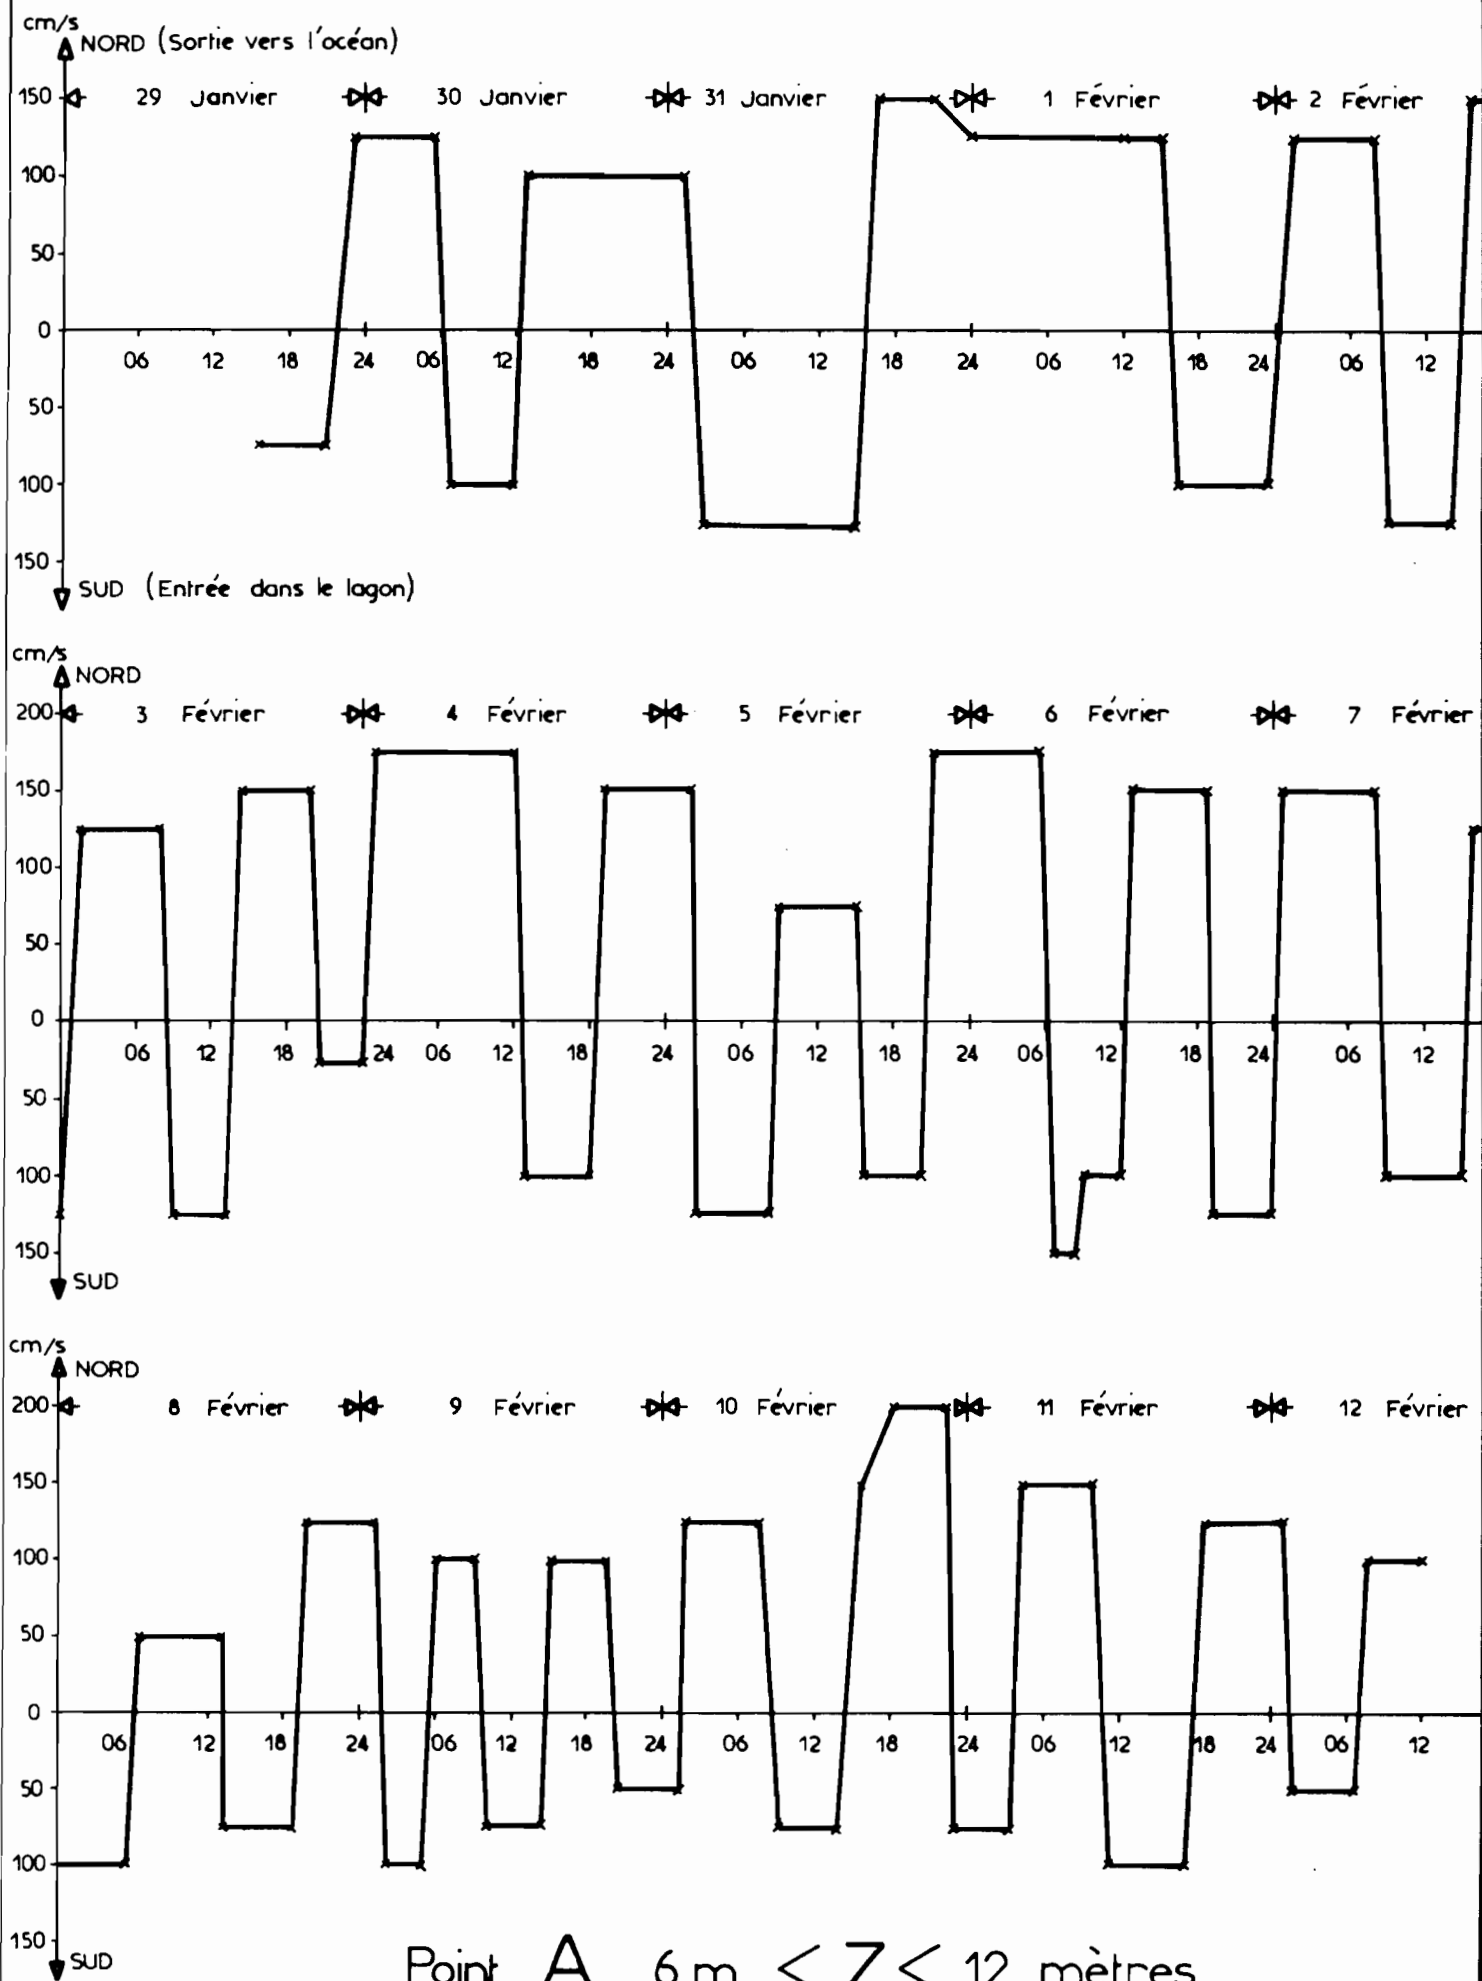 cm/s
NORD (Sortie vers l'océan)
150 29 Janvier 30 Janvier 31 Janvier 1 Février 2 Février
100
50
0
06 12 18 24 06 12 18 24 06 12 18 24 06 12 18 24 06 12
50
100
150
SUD (Entrée dans le lagon)
cm/s
NORD
200 3 Février 4 Février 5 Février 6 Février 7 Février
150
100
50
0
06 12 18 24 06 12 18 24 06 12 18 24 06 12 18 24 06 12
50
100
150
SUD
cm/s
NORD
200 8 Février 9 Février 10 Février 11 Février 12 Février
150
100
50
0
06 12 18 24 06 12 18 24 06 12 18 24 06 12 18 24 06 12
50
100
150
SUD
Point A 6 m < Z < 12 mètres